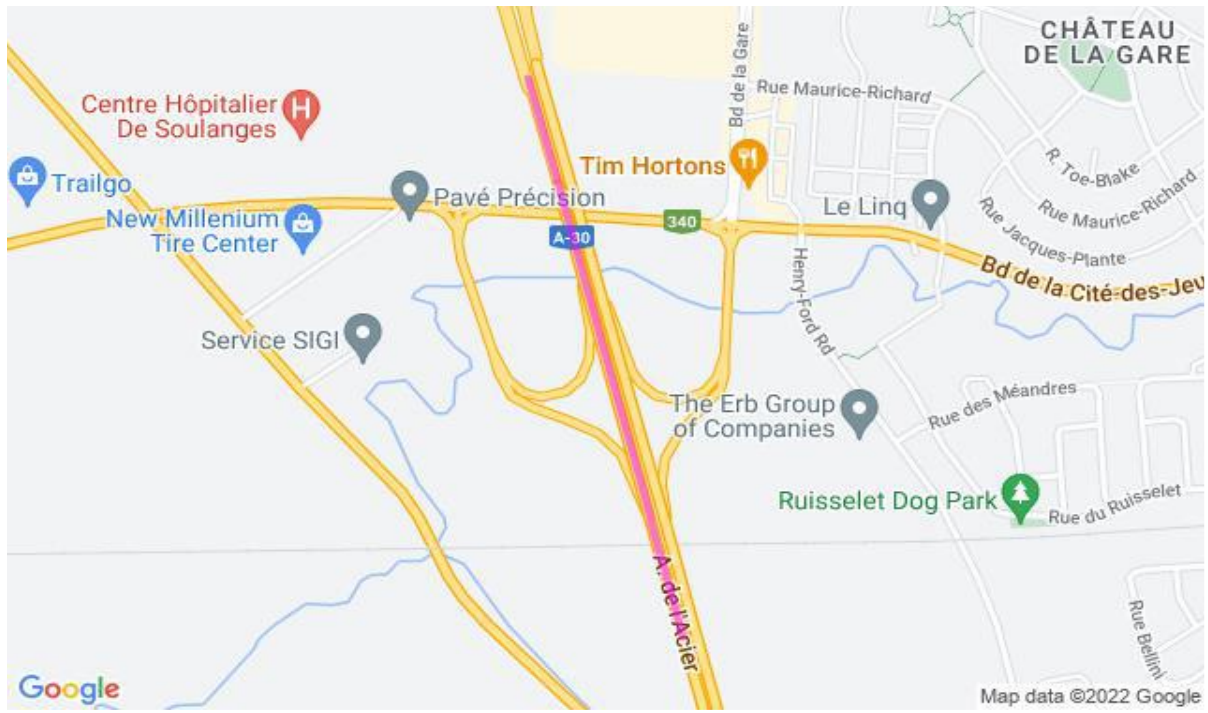 CHÂTEAU
DE LA GARE
Bd de la Gare
Rue Maurice-Richard
Centre Hôpitalier
De Soulanges
H
R. Toe-Blake
Tim Hortons
Trailgo
Pavé Précision
Rue Maurice-Richard
Le Linq
New Millenium
Tire Center
340
A-30
Rue Jacques-Plante
Bd de la Cité-des-Jeu
Henry-Ford Rd
Service SIGI
The Erb Group
of Companies
Rue des Méandres
Ruisselet Dog Park
Rue du Ruisselet
A. de l'Acier
Rue Bellini
Google
Map data ©2022 Google